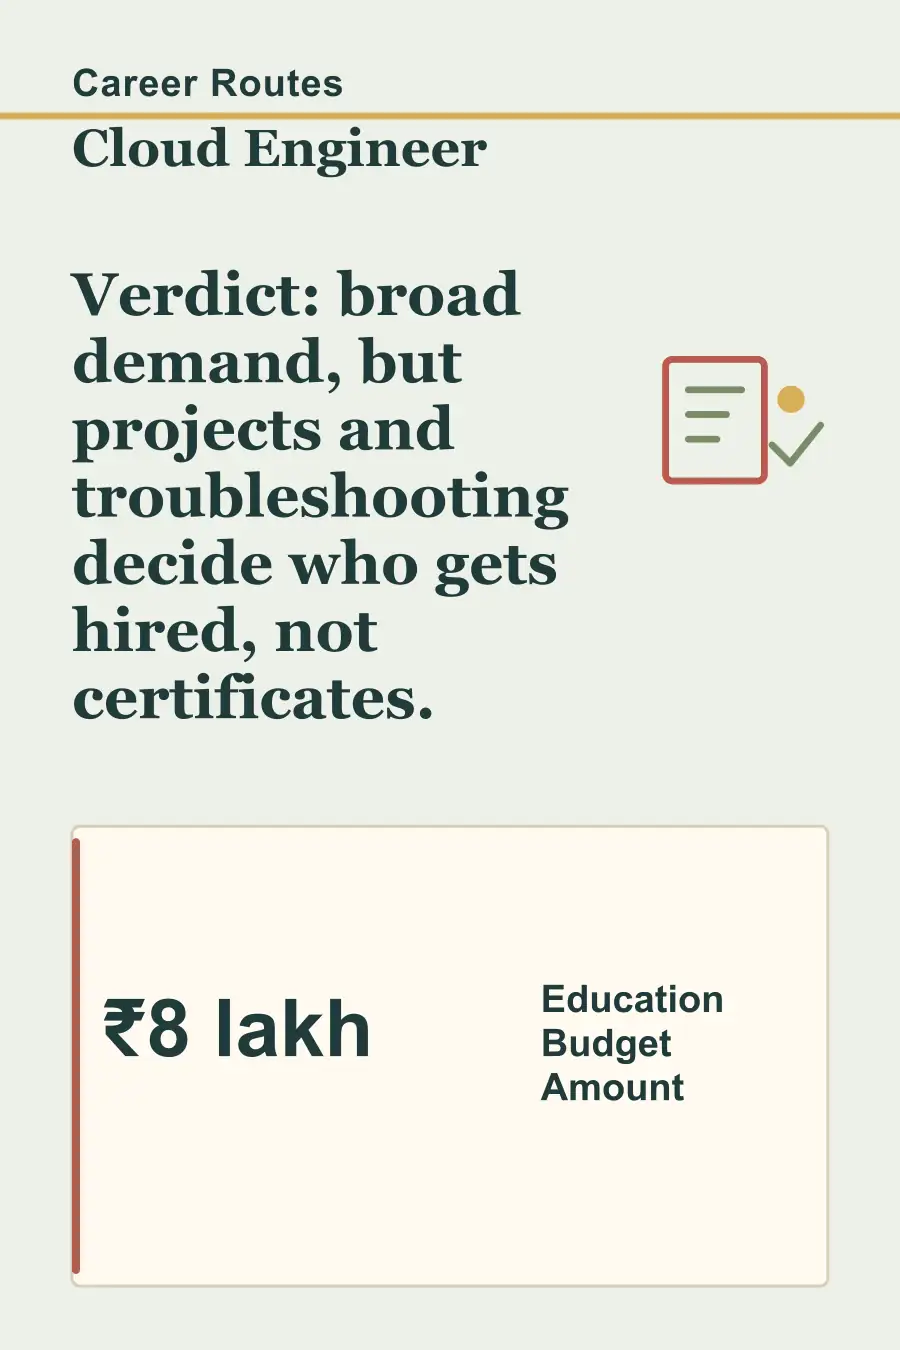 Career Routes
Cloud Engineer
Verdict: broad
demand, but
projects and
troubleshooting
decide who gets
hired, not
certificates.
₹8 lakh
Education
Budget
Amount